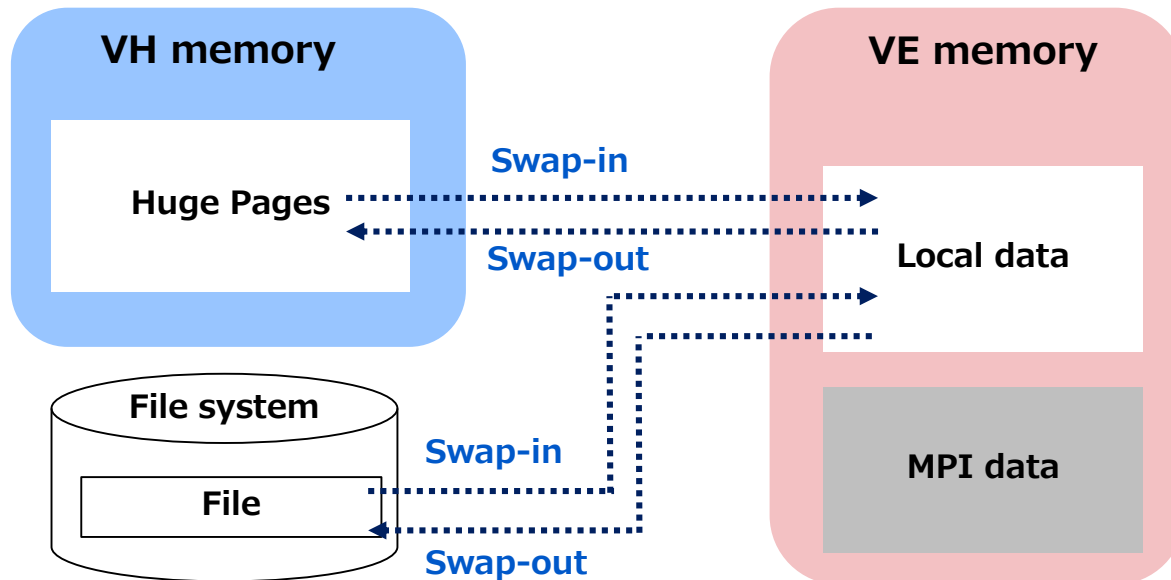 VH memory
VE memory
Swap-in
Huge Pages
Swap-out
Local data
File system
Swap-in
MPI data
File
Swap-out